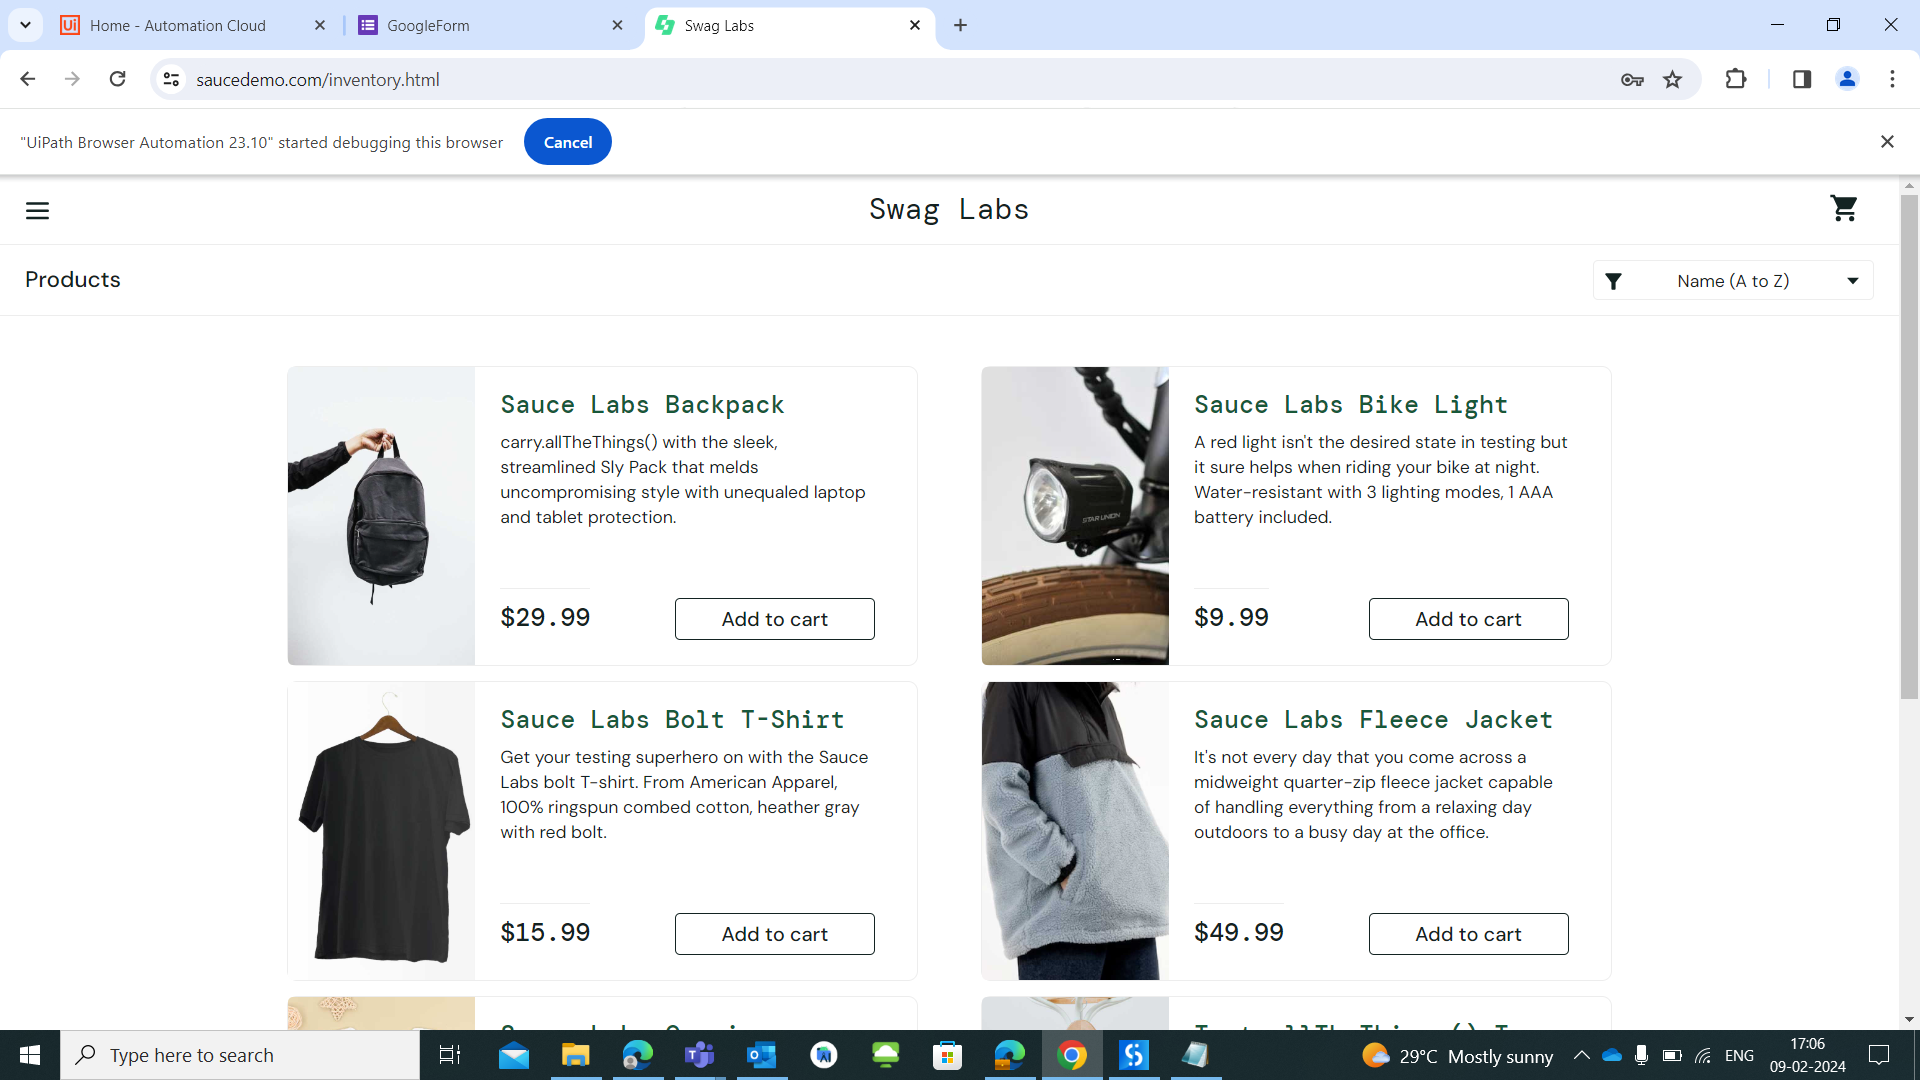 Home - Automation Cloud
GoogleForm
Swag Labs
saucedemo.com/inventory.html
"UiPath Browser Automation 23.10" started debugging this browser
Cancel
Swag Labs
Products
Name (A to Z)
Sauce Labs Backpack
carry.allTheThings() with the sleek,
streamlined Sly Pack that melds
uncompromising style with unequaled laptop
and tablet protection.
$29.99
Add to cart
Sauce Labs Bike Light
A red light isn't the desired state in testing but
it sure helps when riding your bike at night.
Water-resistant with 3 lighting modes, 1 AAA
battery included.
STAR UNION
$9.99
Add to cart
Sauce Labs Bolt T-Shirt
Get your testing superhero on with the Sauce
Labs bolt T-shirt. From American Apparel,
100% ringspun combed cotton, heather gray
with red bolt.
$15.99
Add to cart
Sauce Labs Fleece Jacket
It's not every day that you come across a
midweight quarter-zip fleece jacket capable
of handling everything from a relaxing day
outdoors to a busy day at the office.
$49.99
Add to cart
Type here to search
29°C Mostly sunny
ENG
17:06
09-02-2024